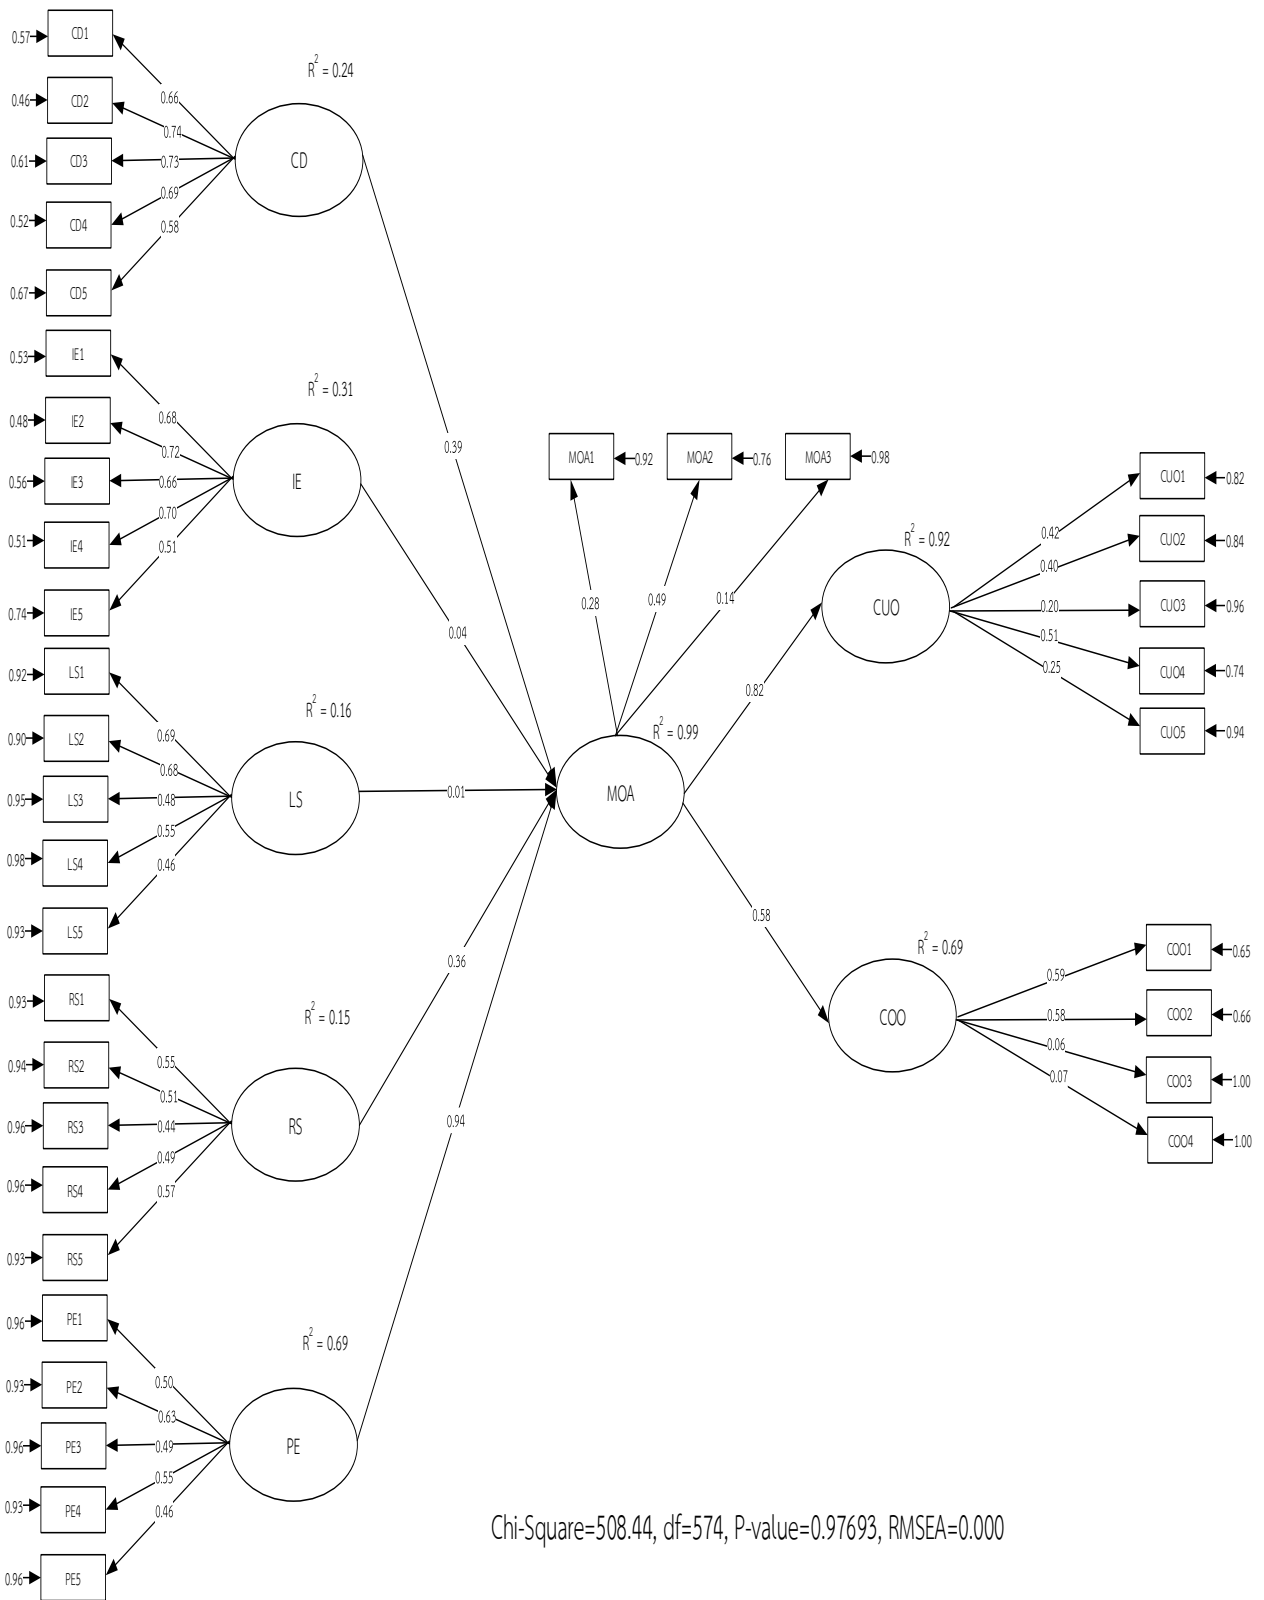 0.57
CD1
0.66
0.46
CD2
0.74
0.61
CD3
0.73
0.52
CD4
0.69
0.67
CD5
0.58
R² = 0.24
CD
0.39
0.53
IE1
0.68
0.48
IE2
0.72
0.56
IE3
0.66
0.51
IE4
0.70
0.74
IE5
0.51
R² = 0.31
IE
0.04
0.92
LS1
0.69
0.90
LS2
0.68
0.95
LS3
0.48
0.98
LS4
0.55
0.93
LS5
0.46
R² = 0.16
LS
0.01
0.93
RS1
0.55
0.94
RS2
0.51
0.96
RS3
0.44
0.96
RS4
0.49
0.93
RS5
0.57
R² = 0.15
RS
0.36
0.96
PE1
0.50
0.93
PE2
0.63
0.96
PE3
0.49
0.93
PE4
0.55
0.96
PE5
0.46
R² = 0.69
PE
0.94
MOA1
0.92
MOA2
0.76
MOA3
0.98
0.28
0.49
0.14
R² = 0.99
MOA
0.82
0.58
R² = 0.92
CUO
0.42
CUO1
0.82
0.40
CUO2
0.84
0.20
CUO3
0.96
0.51
CUO4
0.74
0.25
CUO5
0.94
R² = 0.69
COO
0.59
COO1
0.65
0.58
COO2
0.66
0.06
COO3
1.00
0.07
COO4
1.00
Chi-Square=508.44, df=574, P-value=0.97693, RMSEA=0.000